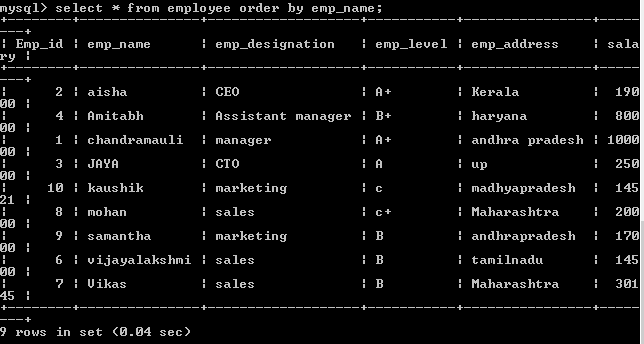 mysql> select * from employee order by emp_name;
+--------+---------------+-------------------+-----------+----------------+-----
---+
| Emp_id | emp_name      | emp_designation   | emp_level | emp_address    | sala
ry |
+--------+---------------+-------------------+-----------+----------------+-----
---+
|      2 | aisha         | CEO               | A+        | Kerala         | 190
00 |
|      4 | Amitabh       | Assistant manager | B+        | haryana        | 800
00 |
|      1 | chandramauli  | manager           | A+        | andhra pradesh | 1000
00 |
|      3 | JAYA          | CTO               | A         | up             | 250
00 |
|     10 | kaushik       | marketing         | c         | madhyapradesh  | 145
21 |
|      8 | mohan         | sales             | c+        | Maharashtra    | 200
00 |
|      9 | samantha      | marketing         | B         | andhrapradesh  | 170
00 |
|      6 | vijayalakshmi | sales             | B         | tamilnadu      | 145
00 |
|      7 | Vikas         | sales             | B         | Maharashtra    | 301
45 |
+--------+---------------+-------------------+-----------+----------------+-----
---+
9 rows in set (0.04 sec)